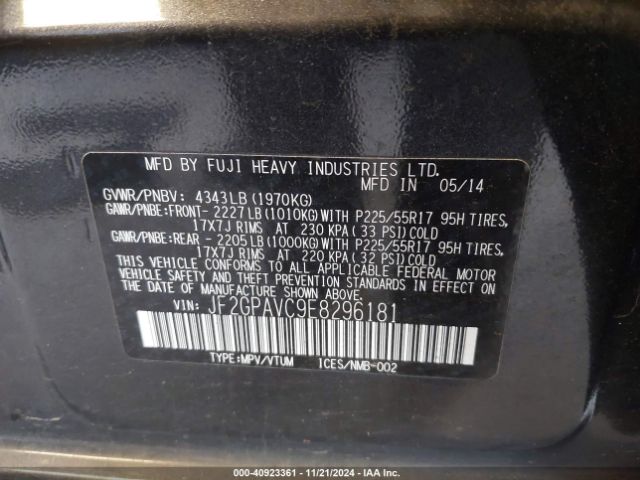 MFD BY FUJI HEAVY INDUSTRIES LTD.
MFD IN 05/14
GVWR/PNBV: 4343LB(1970KG)
GAWR/PNBE:FRONT- 2227LB(1010KG)WITH P225/55R17 95H TIRES,
17X7J RIMS AT 230 KPA(33 PSI)COLD
GAWR/PNBE:REAR - 2205LB(1000KG)WITH P225/55R17 95H TIRES,
17X7J RIMS AT 220 KPA(32 PSI)COLD
THIS VEHICLE CONFORMS TO ALL APPLICABLE FEDERAL MOTOR
VEHICLE SAFETY AND THEFT PREVENTION STANDARDS IN EFFECT ON
THE DATE OF MANUFACTURE SHOWN ABOVE.
VIN: JF2GPAVC9E8296181
TYPE:MPV/VTUM ICES/NMB-002
000-40923361 - 11/21/2024 - IAA Inc.